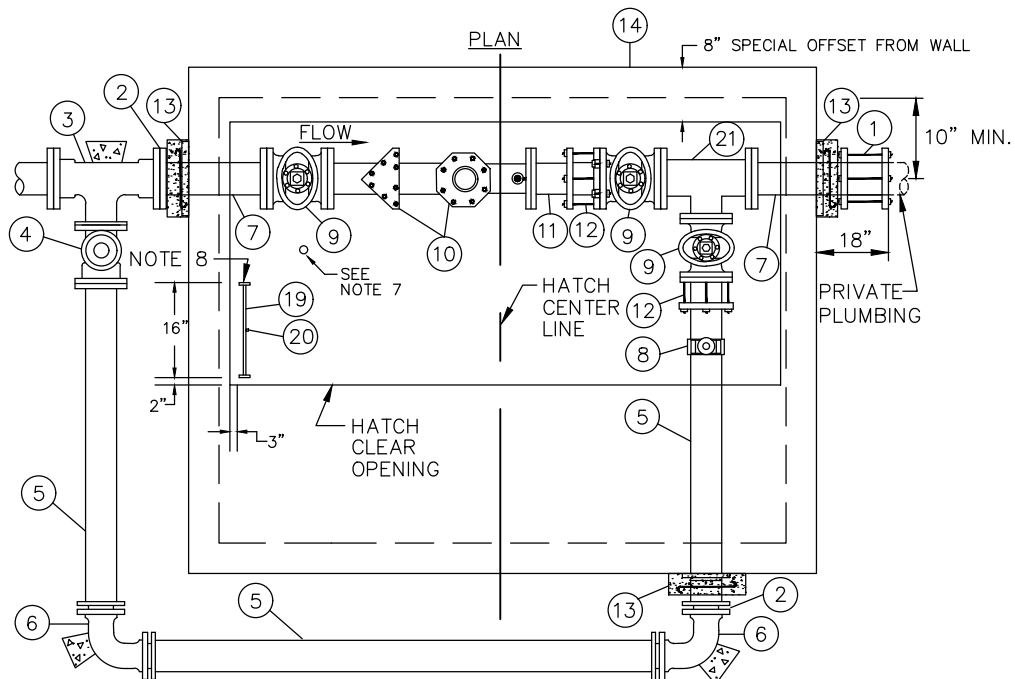 PLAN
14
8" SPECIAL OFFSET FROM WALL
3
2
13
FLOW
21
13
1
10" MIN.
4
NOTE 8
7
9
SEE
NOTE 7
10
11
12
9
9
7
18"
PRIVATE
PLUMBING
16"
19
20
HATCH
CENTER
LINE
12
8
2"
3"
HATCH
CLEAR
OPENING
5
5
13
2
6
5
6